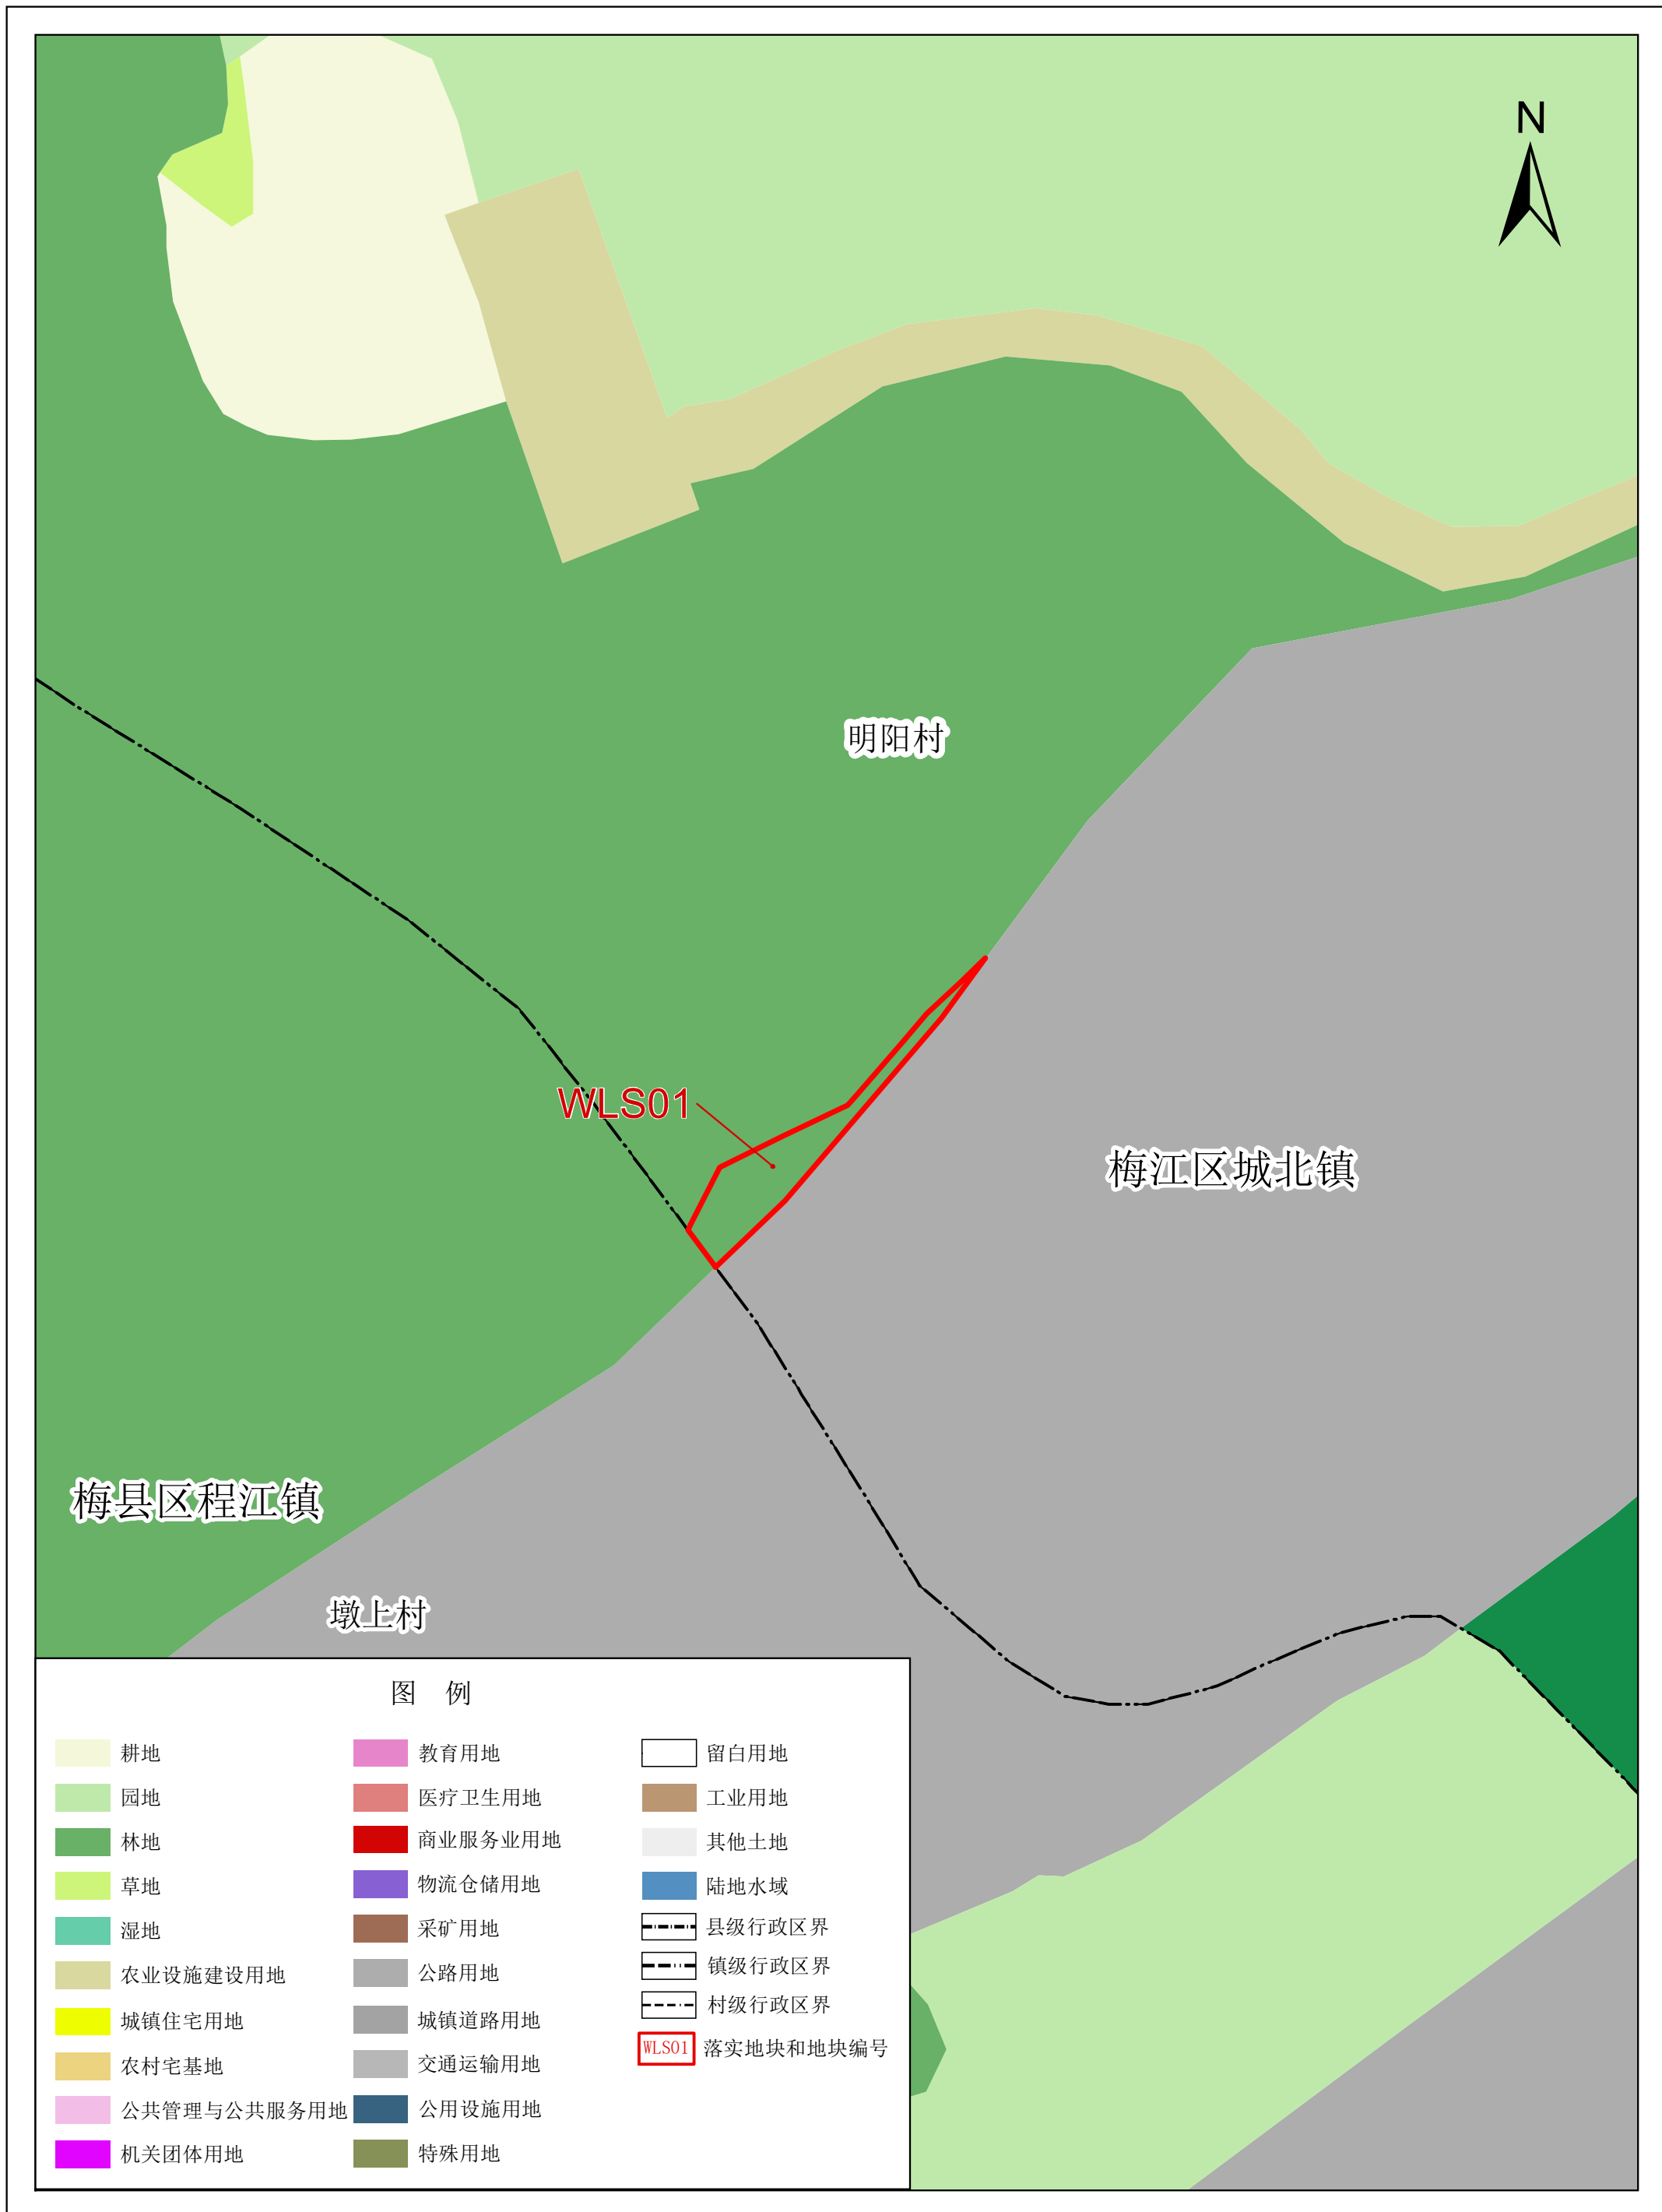 N
明阳村
WLS01
梅江区城北镇
梅县区程江镇
墩上村
图 例
耕地
园地
林地
草地
湿地
农业设施建设用地
城镇住宅用地
农村宅基地
公共管理与公共服务用地
机关团体用地
教育用地
医疗卫生用地
商业服务业用地
物流仓储用地
采矿用地
公路用地
城镇道路用地
交通运输用地
公用设施用地
特殊用地
留白用地
工业用地
其他土地
陆地水域
县级行政区界
镇级行政区界
村级行政区界
WLS01 落实地块和地块编号